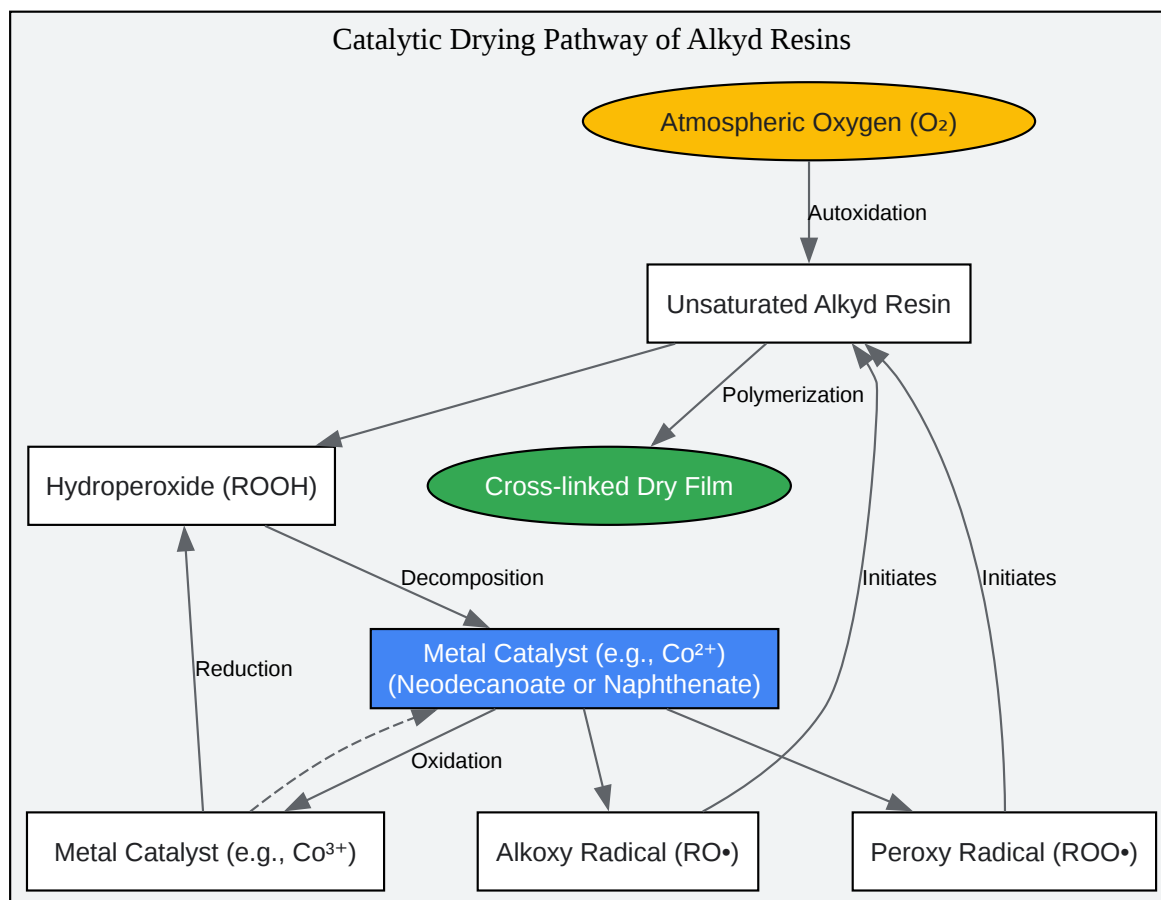 Catalytic Drying Pathway of Alkyd Resins
Atmospheric Oxygen (O₂)
Autoxidation
Unsaturated Alkyd Resin
Polymerization
Hydroperoxide (ROOH)
Cross-linked Dry Film
Decomposition
Initiates
Initiates
Metal Catalyst (e.g., Co²⁺)
(Neodecanoate or Naphthenate)
Reduction
Oxidation
Metal Catalyst (e.g., Co³⁺)
Alkoxy Radical (RO•)
Peroxy Radical (ROO•)